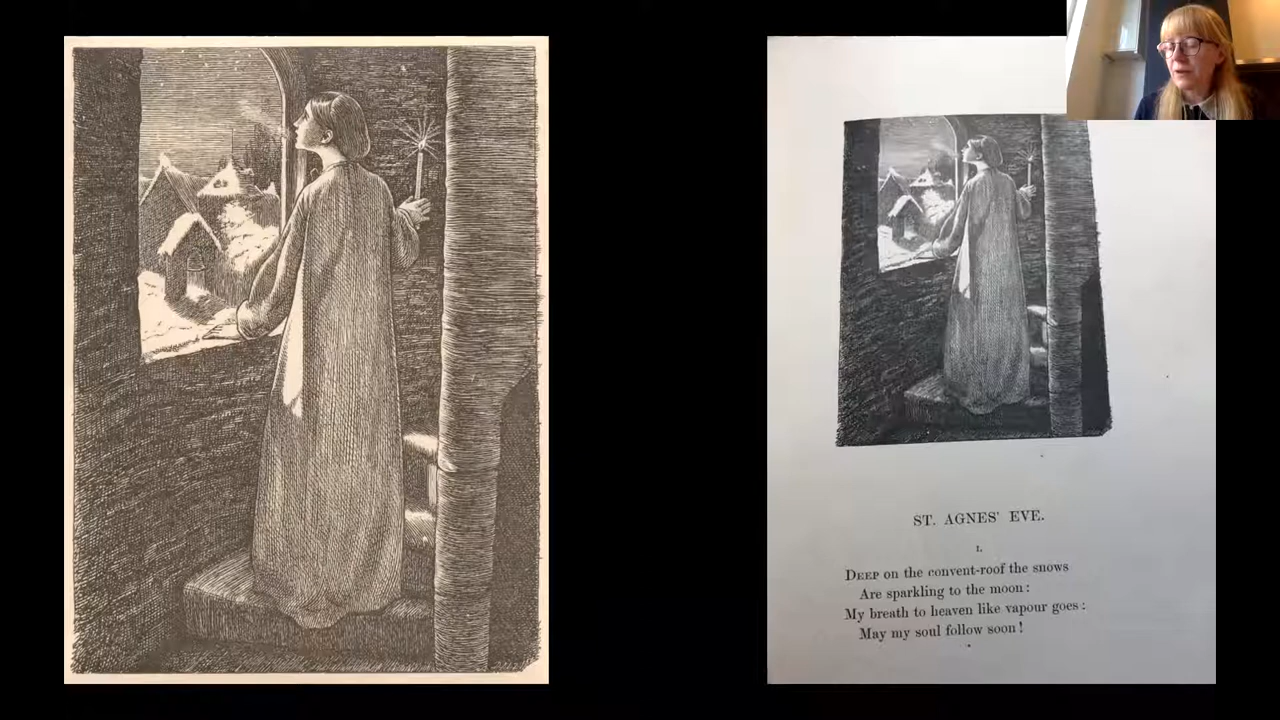 ST. AGNES' EVE.
I.
DEEP on the convent-roof the snows
Are sparkling to the moon:
My breath to heaven like vapour goes:
May my soul follow soon!